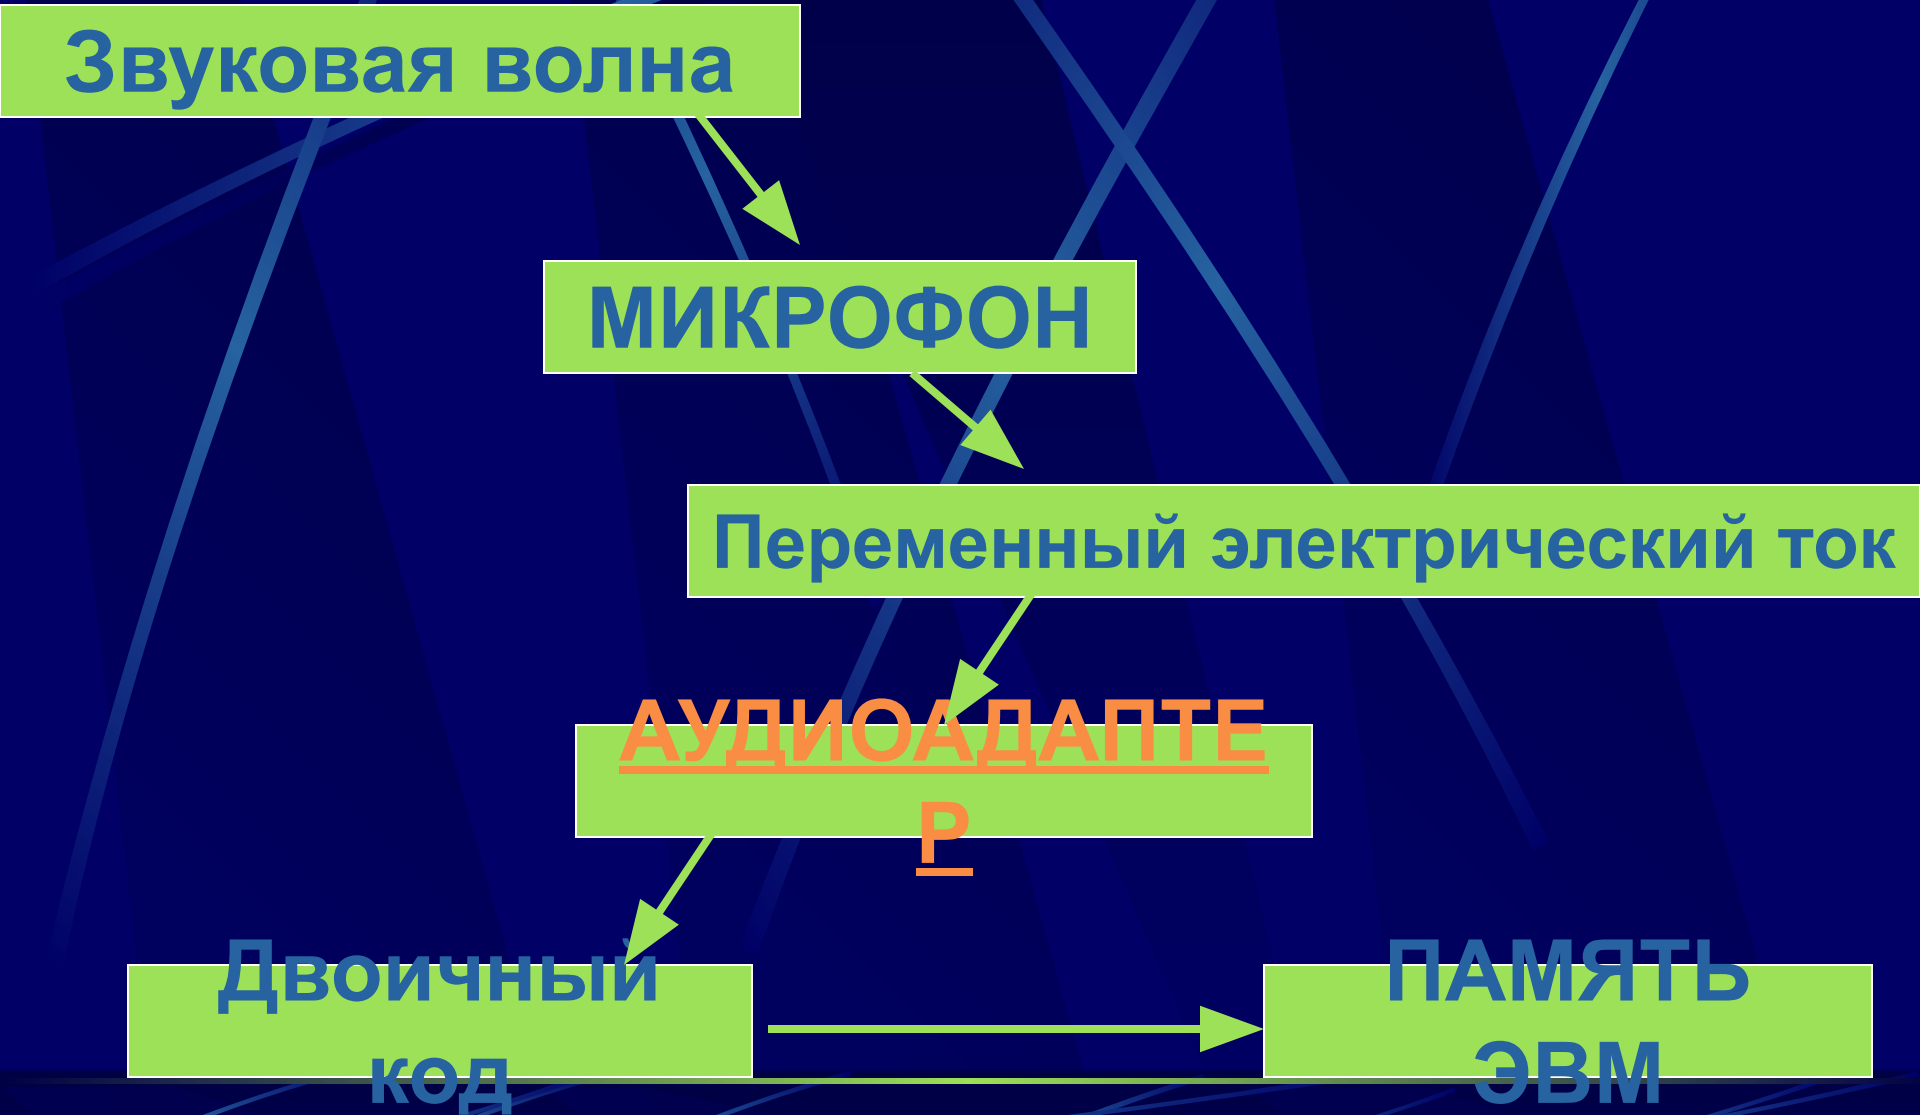 Звуковая волна
МИКРОФОН
Переменный электрический ток
АУДИОАДАПТЕ
Р
Двоичный
код
ПАМЯТЬ
ЭВМ